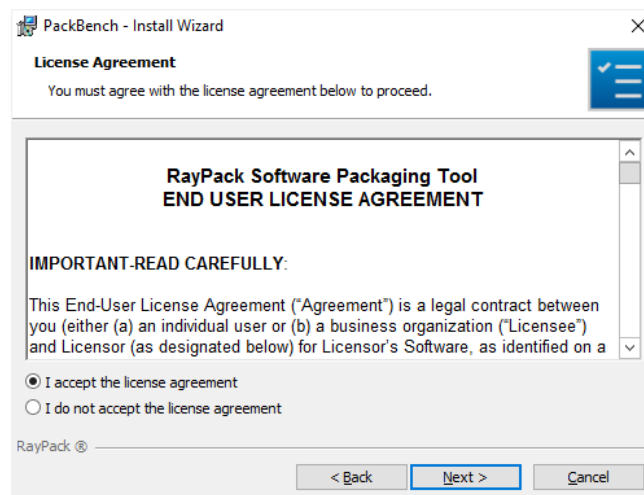 PackBench - Install Wizard
License Agreement
You must agree with the license agreement below to proceed.
RayPack Software Packaging Tool
END USER LICENSE AGREEMENT
IMPORTANT-READ CAREFULLY:
This End-User License Agreement (“Agreement”) is a legal contract between
you (either (a) an individual user or (b) a business organization (“Licensee”)
and Licensor (as designated below) for Licensor’s Software, as identified on a
I accept the license agreement
I do not accept the license agreement
RayPack ®
< Back Next > Cancel